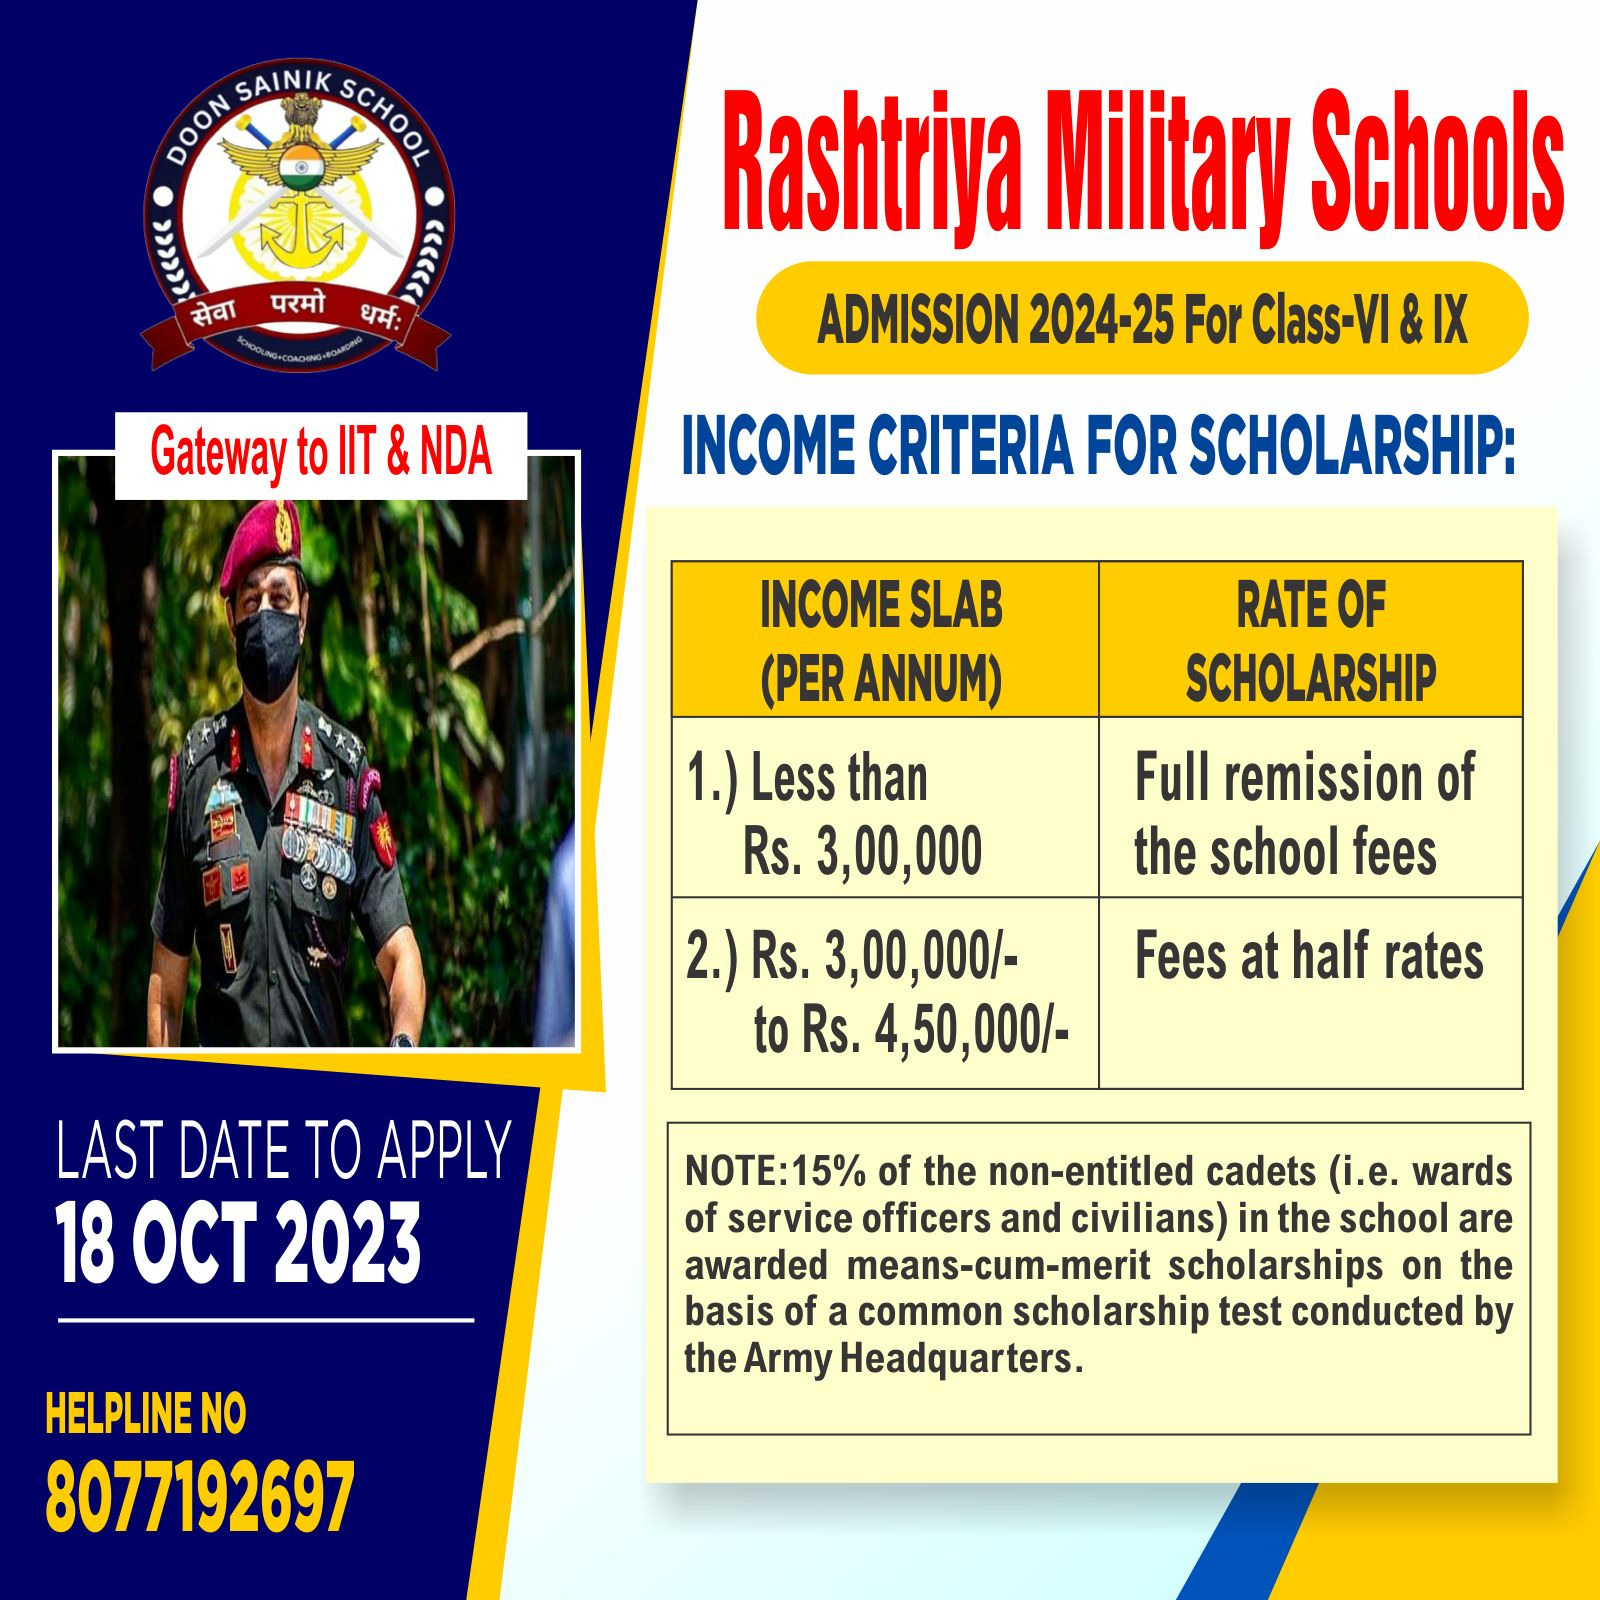 DOON SAINIK SCHOOL
सेवा परमो धर्म:
SCHOOLING+COACHING+BOARDING
Gateway to IIT & NDA
LAST DATE TO APPLY
18 OCT 2023
HELPLINE NO
8077192697
Rashtriya Military Schools
ADMISSION 2024-25 For Class-VI & IX
INCOME CRITERIA FOR SCHOLARSHIP:
INCOME SLAB
(PER ANNUM)
RATE OF
SCHOLARSHIP
1.) Less than
Rs. 3,00,000
Full remission of
the school fees
2.) Rs. 3,00,000/-
to Rs. 4,50,000/-
Fees at half rates
NOTE:15% of the non-entitled cadets (i.e. wards
of service officers and civilians) in the school are
awarded means-cum-merit scholarships on the
basis of a common scholarship test conducted by
the Army Headquarters.